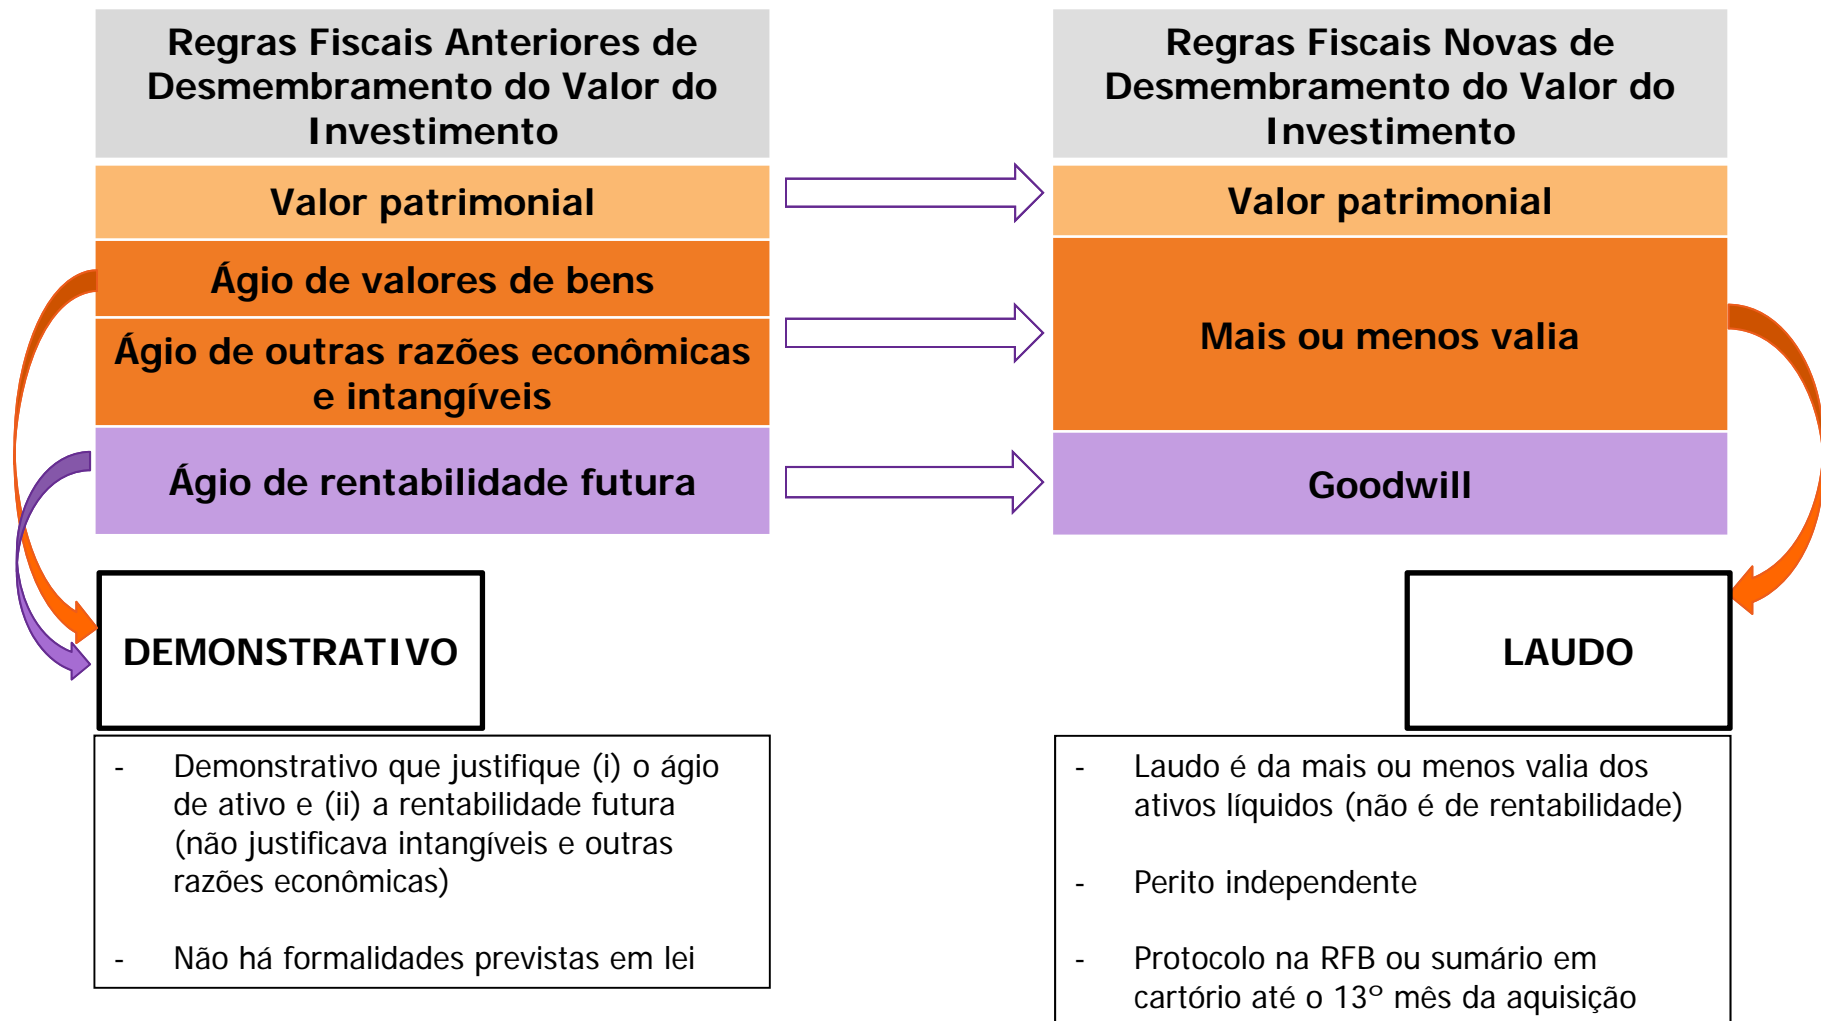 Regras Fiscais Anteriores de
Desmembramento do Valor do
Investimento
Valor patrimonial
Ágio de valores de bens
Ágio de outras razões econômicas
e intangíveis
Ágio de rentabilidade futura
DEMONSTRATIVO
- Demonstrativo que justifique (i) o ágio
de ativo e (ii) a rentabilidade futura
(não justificava intangíveis e outras
razões econômicas)
- Não há formalidades previstas em lei
Regras Fiscais Novas de
Desmembramento do Valor do
Investimento
Valor patrimonial
Mais ou menos valia
Goodwill
LAUDO
- Laudo é da mais ou menos valia dos
ativos líquidos (não é de rentabilidade)
- Perito independente
- Protocolo na RFB ou sumário em
cartório até o 13º mês da aquisição